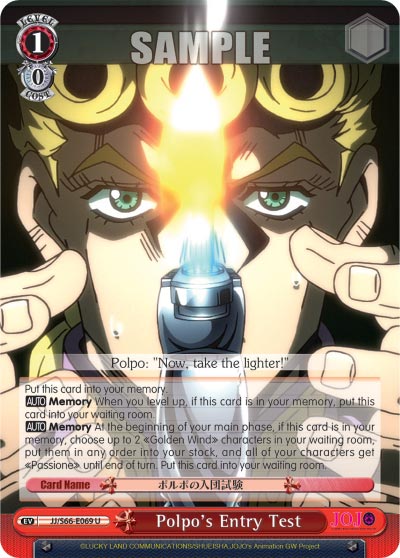 LEVEL
1
0
COST
SAMPLE
Polpo: "Now, take the lighter!"
Put this card into your memory.
AUTO Memory When you level up, if this card is in your memory, put this
card into your waiting room.
AUTO Memory At the beginning of your main phase, if this card is in your
memory, choose up to 2 «Golden Wind» characters in your waiting room,
put them in any order into your stock, and all of your characters get
«Passione» until end of turn. Put this card into your waiting room.
Card Name
ポルポの入団試験
EV
JJ/S66-E069 U
Polpo's Entry Test
JOJO
©LUCKY LAND COMMUNICATIONS/SHUEISHA,JOJO's Animation GW Project